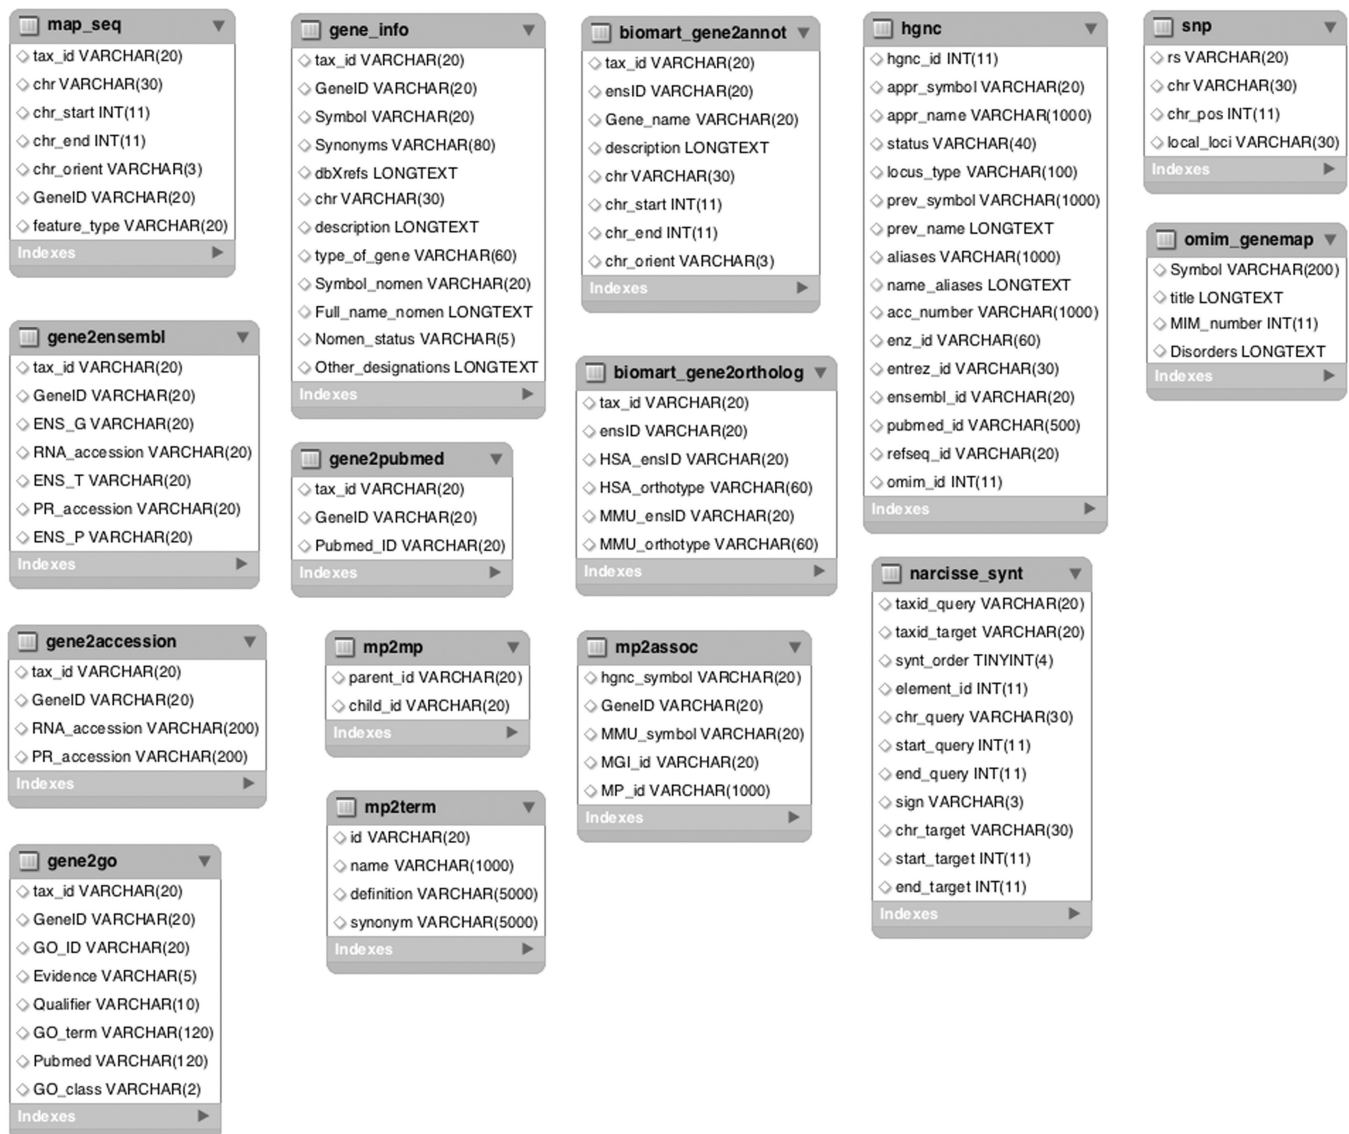 map_seq
tax_id VARCHAR(20)
chr VARCHAR(30)
chr_start INT(11)
chr_end INT(11)
chr_orient VARCHAR(3)
GeneID VARCHAR(20)
feature_type VARCHAR(20)
Indexes
gene2ensembl
tax_id VARCHAR(20)
GeneID VARCHAR(20)
ENS_G VARCHAR(20)
RNA_accession VARCHAR(20)
ENS_T VARCHAR(20)
PR_accession VARCHAR(20)
ENS_P VARCHAR(20)
Indexes
gene2accession
tax_id VARCHAR(20)
GeneID VARCHAR(20)
RNA_accession VARCHAR(200)
PR_accession VARCHAR(200)
Indexes
gene2go
tax_id VARCHAR(20)
GeneID VARCHAR(20)
GO_ID VARCHAR(20)
Evidence VARCHAR(5)
Qualifier VARCHAR(10)
GO_term VARCHAR(120)
Pubmed VARCHAR(120)
GO_class VARCHAR(2)
Indexes
gene_info
tax_id VARCHAR(20)
GeneID VARCHAR(20)
Symbol VARCHAR(20)
Synonyms VARCHAR(80)
dbXrefs LONGTEXT
chr VARCHAR(30)
description LONGTEXT
type_of_gene VARCHAR(60)
Symbol_nomen VARCHAR(20)
Full_name_nomen LONGTEXT
Nomen_status VARCHAR(5)
Other_designations LONGTEXT
Indexes
gene2pubmed
tax_id VARCHAR(20)
GeneID VARCHAR(20)
Pubmed_ID VARCHAR(20)
Indexes
mp2mp
parent_id VARCHAR(20)
child_id VARCHAR(20)
Indexes
mp2term
id VARCHAR(20)
name VARCHAR(1000)
definition VARCHAR(5000)
synonym VARCHAR(5000)
Indexes
biomart_gene2annot
tax_id VARCHAR(20)
ensID VARCHAR(20)
Gene_name VARCHAR(20)
description LONGTEXT
chr VARCHAR(30)
chr_start INT(11)
chr_end INT(11)
chr_orient VARCHAR(3)
Indexes
biomart_gene2ortholog
tax_id VARCHAR(20)
ensID VARCHAR(20)
HSA_ensID VARCHAR(20)
HSA_orthotype VARCHAR(60)
MMU_ensID VARCHAR(20)
MMU_orthotype VARCHAR(60)
Indexes
mp2assoc
hgnc_symbol VARCHAR(20)
GeneID VARCHAR(20)
MMU_symbol VARCHAR(20)
MGI_id VARCHAR(20)
MP_id VARCHAR(1000)
Indexes
hgnc
hgnc_id INT(11)
appr_symbol VARCHAR(20)
appr_name VARCHAR(1000)
status VARCHAR(40)
locus_type VARCHAR(100)
prev_symbol VARCHAR(1000)
prev_name LONGTEXT
aliases VARCHAR(1000)
name_aliases LONGTEXT
acc_number VARCHAR(1000)
enz_id VARCHAR(60)
entrez_id VARCHAR(30)
ensembl_id VARCHAR(20)
pubmed_id VARCHAR(500)
refseq_id VARCHAR(20)
omim_id INT(11)
Indexes
narcisse_synt
taxid_query VARCHAR(20)
taxid_target VARCHAR(20)
synt_order TINYINT(4)
element_id INT(11)
chr_query VARCHAR(30)
start_query INT(11)
end_query INT(11)
sign VARCHAR(3)
chr_target VARCHAR(30)
start_target INT(11)
end_target INT(11)
Indexes
snp
rs VARCHAR(20)
chr VARCHAR(30)
chr_pos INT(11)
local_loci VARCHAR(30)
Indexes
omim_genemap
Symbol VARCHAR(200)
title LONGTEXT
MIM_number INT(11)
Disorders LONGTEXT
Indexes